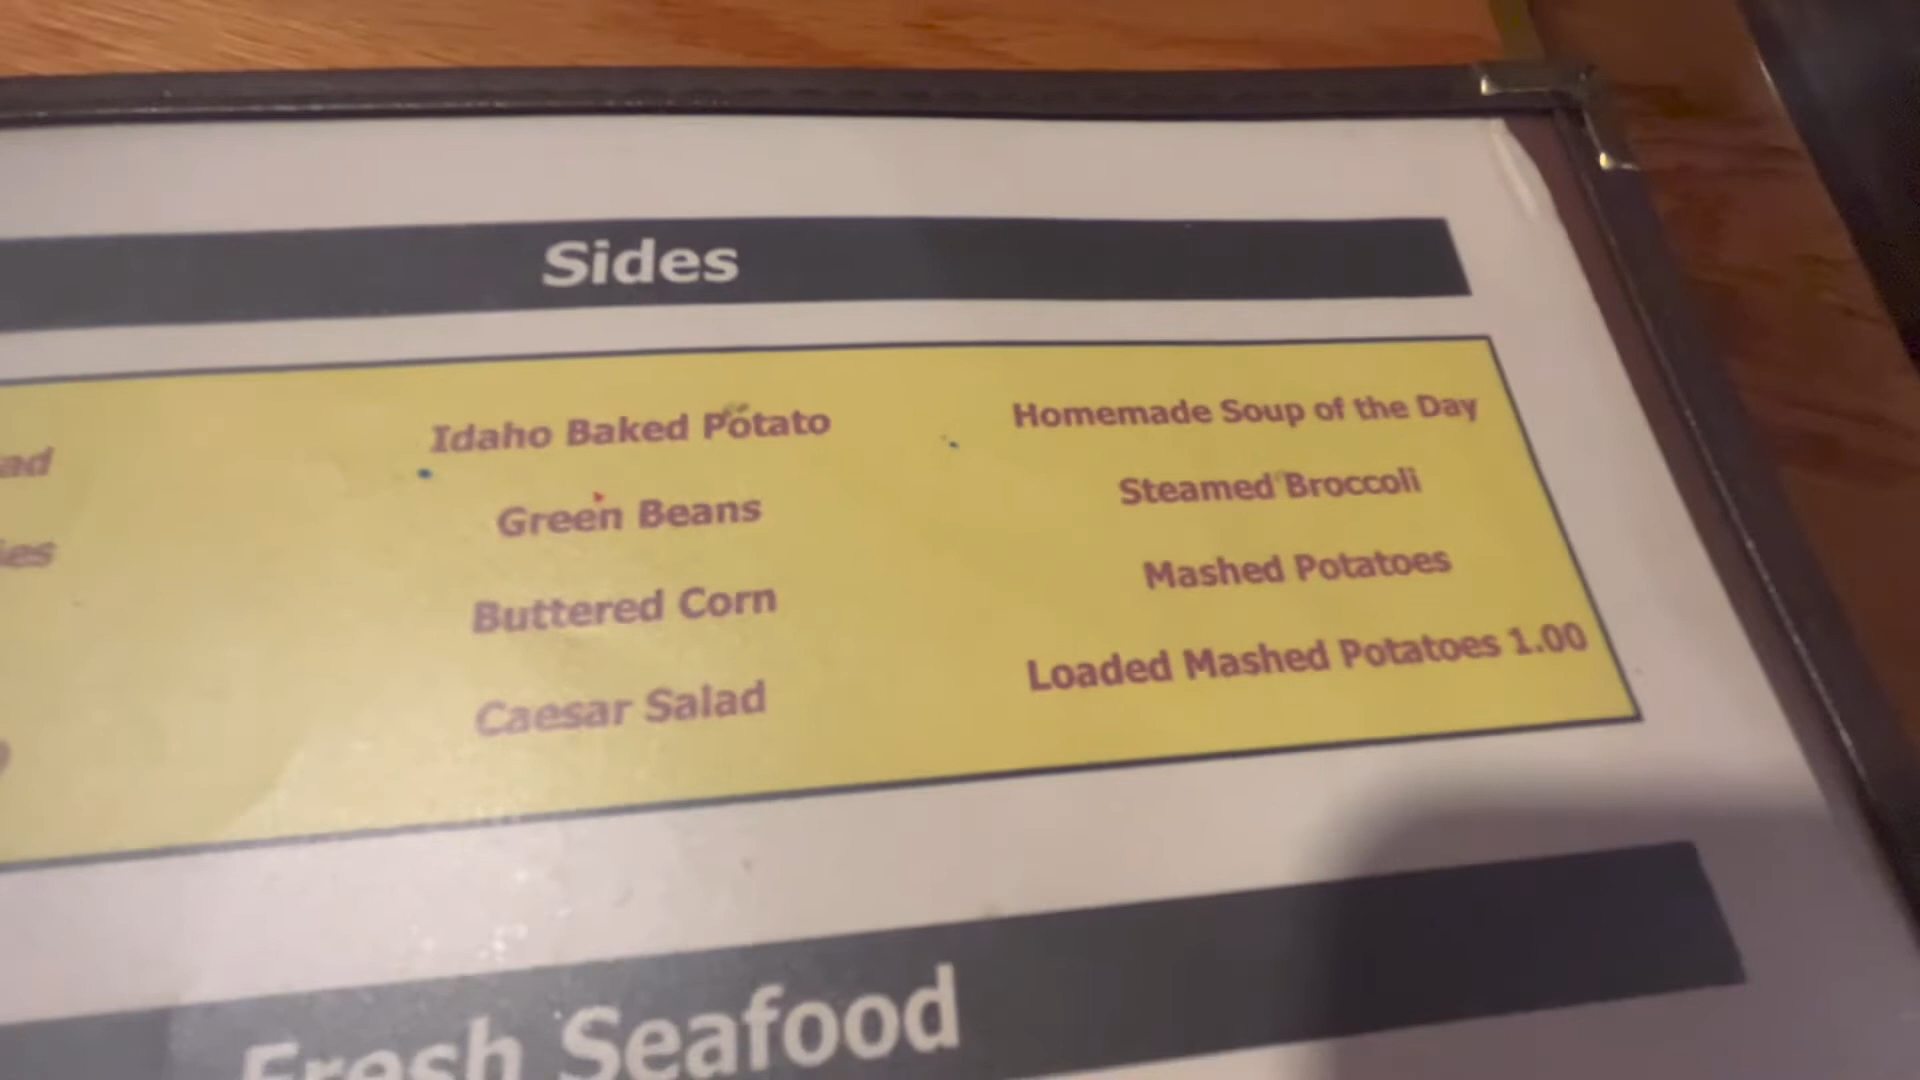 Sides
Idaho Baked Potato
Green Beans
Buttered Corn
Caesar Salad
Homemade Soup of the Day
Steamed Broccoli
Mashed Potatoes
Loaded Mashed Potatoes 1.00
Fresh Seafood